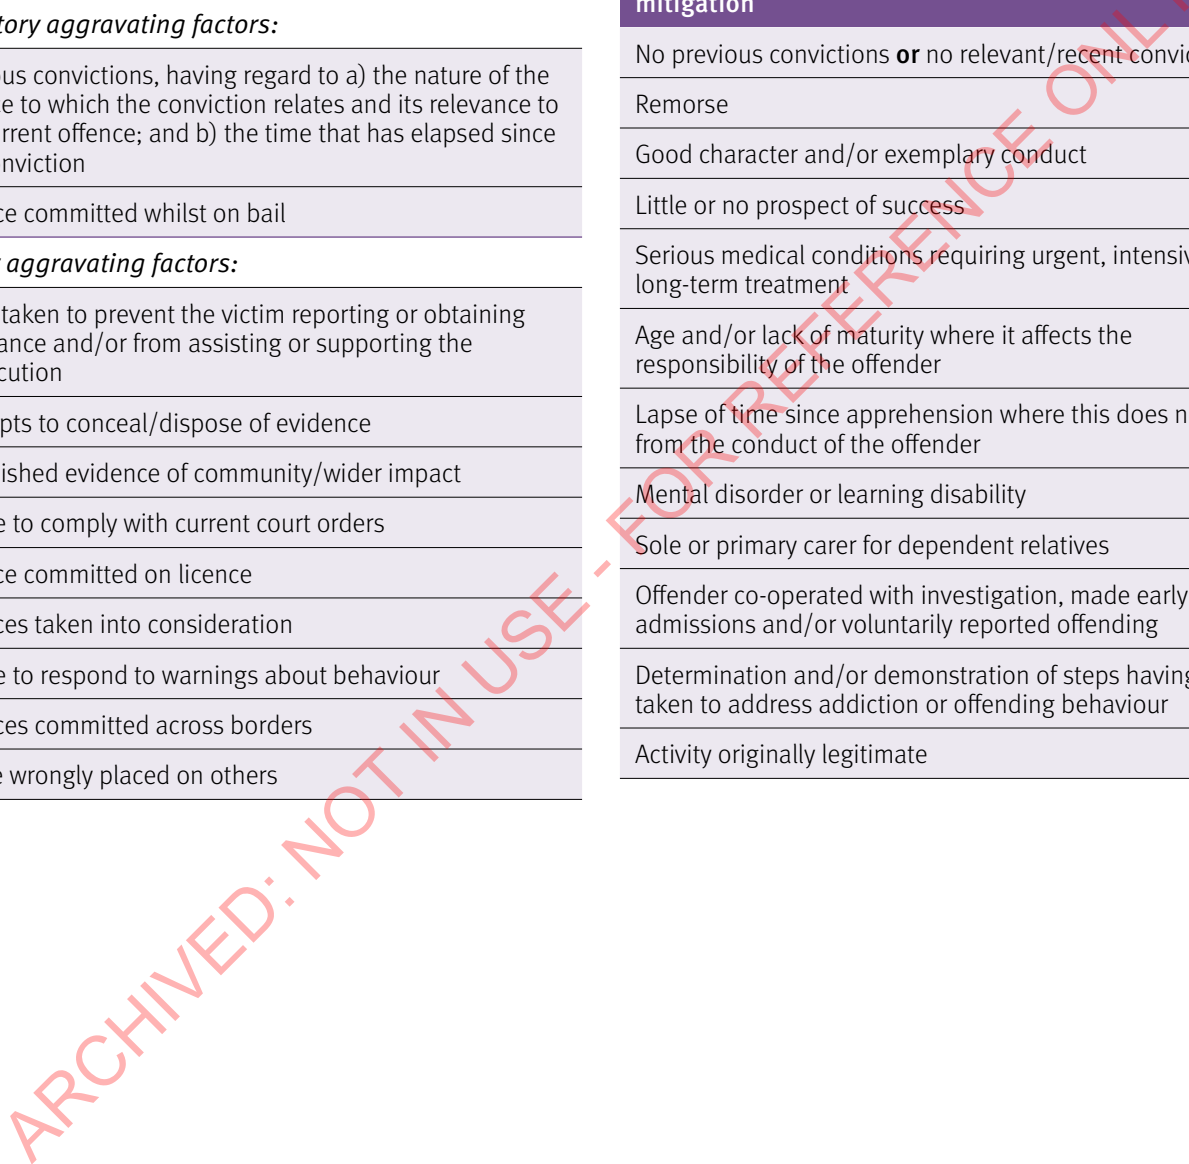 tory aggravating factors:
ous convictions, having regard to a) the nature of the
e to which the conviction relates and its relevance to
urrent offence; and b) the time that has elapsed since
onviction
ce committed whilst on bail
aggravating factors:
taken to prevent the victim reporting or obtaining
ance and/or from assisting or supporting the
cution
pts to conceal/dispose of evidence
ished evidence of community/wider impact
e to comply with current court orders
ce committed on licence
ces taken into consideration
e to respond to warnings about behaviour
ces committed across borders
e wrongly placed on others
mitigation
No previous convictions or no relevant/recent convic
Remorse
Good character and/or exemplary conduct
Little or no prospect of success
Serious medical conditions requiring urgent, intensiv
long-term treatment
Age and/or lack of maturity where it affects the
responsibility of the offender
Lapse of time since apprehension where this does n
from the conduct of the offender
Mental disorder or learning disability
Sole or primary carer for dependent relatives
Offender co-operated with investigation, made early
admissions and/or voluntarily reported offending
Determination and/or demonstration of steps having
taken to address addiction or offending behaviour
Activity originally legitimate
ARCHIVED: NOT IN USE - FOR REFERENCE ONL